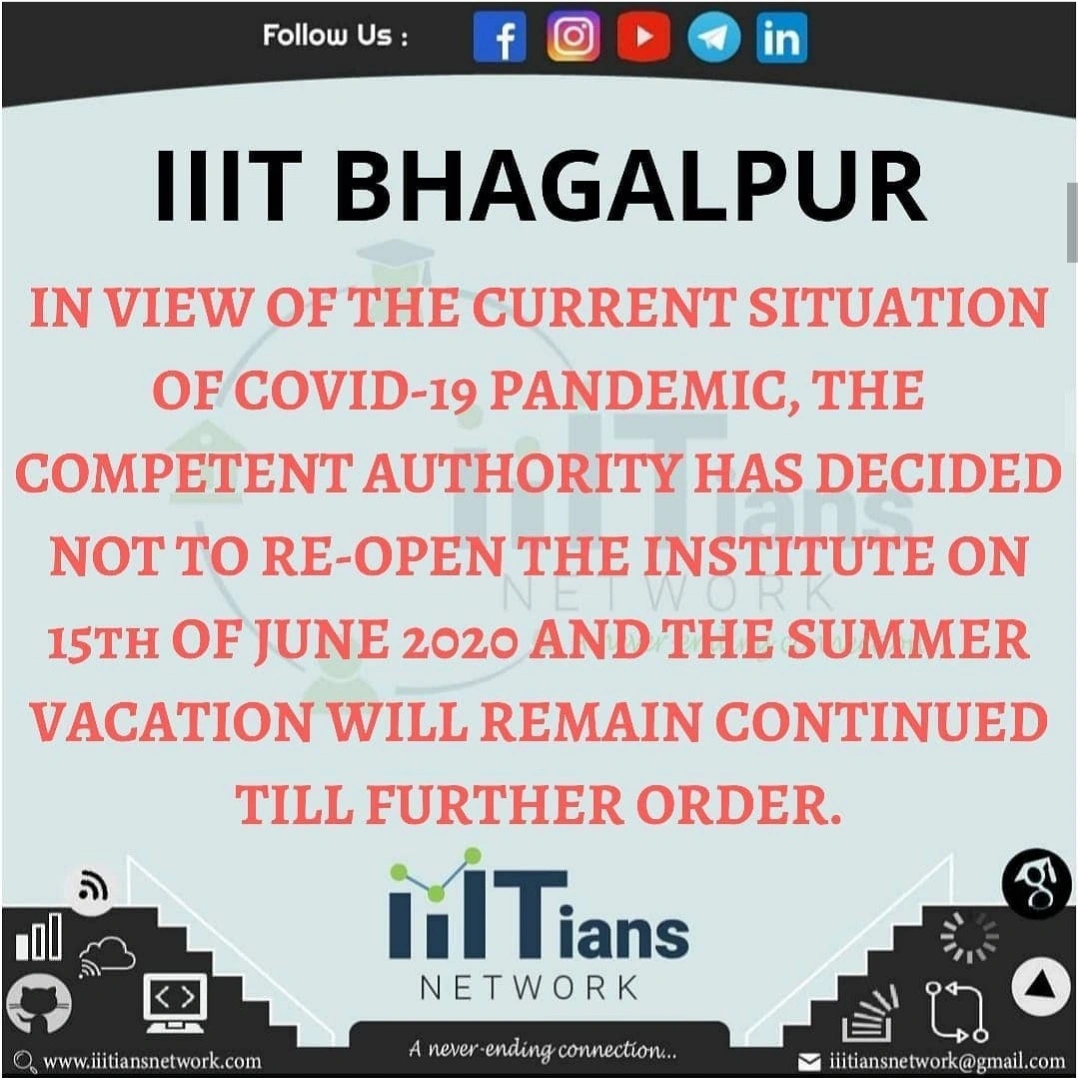 Follow Us :
IIIT BHAGALPUR
IN VIEW OF THE CURRENT SITUATION
OF COVID-19 PANDEMIC, THE
COMPETENT AUTHORITY HAS DECIDED
NOT TO RE-OPEN THE INSTITUTE ON
15TH OF JUNE 2020 AND THE SUMMER
VACATION WILL REMAIN CONTINUED
TILL FURTHER ORDER.
iiiTians
NETWORK
A never-ending connection...
www.iiitiansnetwork.com
iiitiansnetwork@gmail.com